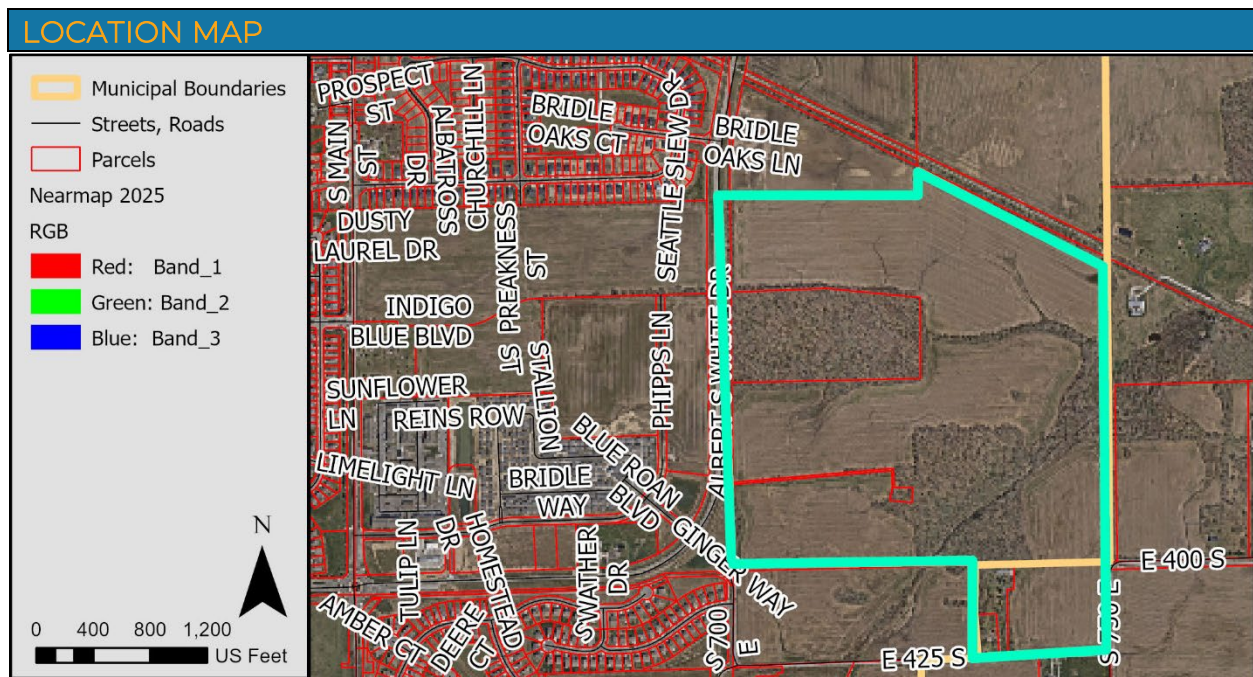 LOCATION MAP
Municipal Boundaries
Streets, Roads
Parcels
Nearmap 2025
RGB
Red: Band_1
Green: Band_2
Blue: Band_3
N
0 400 800 1,200
US Feet
PROSPECT
ST
S MAIN
ST
ALBATROSS
DR
CHURCHILL LN
BRIDLE
OAKS CT
SEATTLE SLEW DR
BRIDLE
OAKS LN
DUSTY
LAUREL DR
PREAKNESS
ST
SEATTLE SLEW
INDIGO
BLUE BLVD
ST
PHIPPS LN
ALBERT S WHITE DR
SUNFLOWER
LN
REINS ROW
STALLION
LIMELIGHT LN
BRIDLE
WAY
BLUE ROAN
BLVD
GINGER WAY
TULIP LN
HOMESTEAD
DR
SWATHER
DR
AMBER CT
DEERE
CT
S 700
E
E 425 S
E 400 S
S 750 E